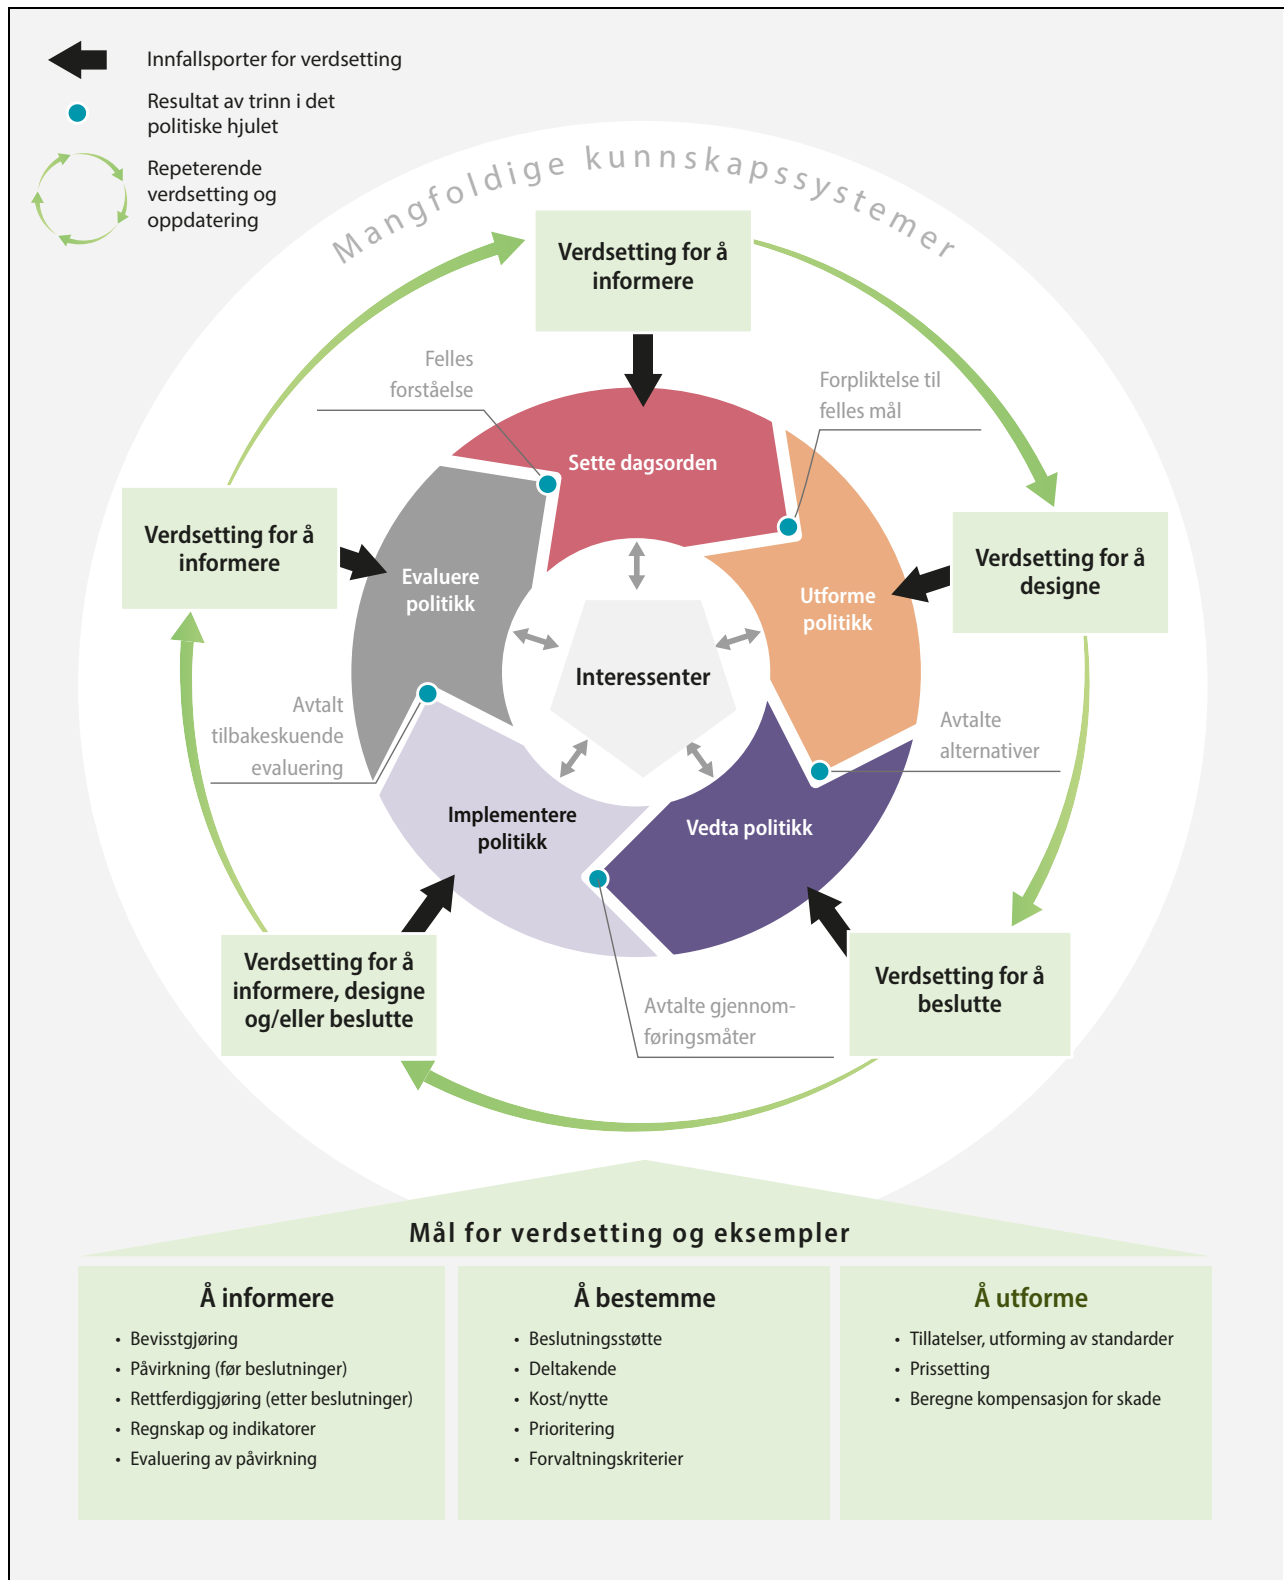 Innfallsporter for verdsetting
Resultat av trinn i det
politiske hjulet
Repeterende
verdsetting og
oppdatering
Mangfoldige kunnskapssystemer
Verdsetting for å
informere
Felles
forståelse
Forpliktelse til
felles mål
Sette dagsorden
Verdsetting for å
informere
Verdsetting for å
designe
Evaluere
politikk
Utforme
politikk
Interessenter
Avtalt
tilbakeskuende
evaluering
Avtalte
alternativer
Implementere
politikk
Vedta politikk
Verdsetting for å
informere, designe
og/eller beslutte
Verdsetting for å
beslutte
Avtalte gjennom-
føringsmåter
Mål for verdsetting og eksempler
Å informere
• Bevisstgjøring
• Påvirkning (før beslutninger)
• Rettferdiggjøring (etter beslutninger)
• Regnskap og indikatorer
• Evaluering av påvirkning
Å bestemme
• Beslutningsstøtte
• Deltakende
• Kost/nytte
• Prioritering
• Forvaltningskriterier
Å utforme
• Tillatelser, utforming av standarder
• Prissetting
• Beregne kompensasjon for skade